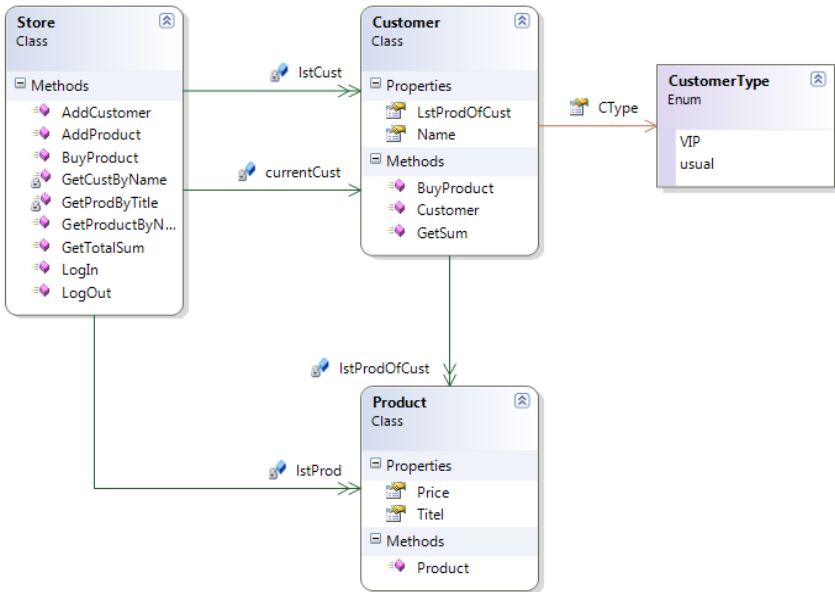 Store
Class
Methods
AddCustomer
AddProduct
BuyProduct
GetCustByName
GetProdByTitle
GetProductByN...
GetTotalSum
LogIn
LogOut
lstCust
currentCust
Customer
Class
Properties
LstProdOfCust
Name
Methods
BuyProduct
Customer
GetSum
CType
CustomerType
Enum
VIP
usual
lstProdOfCust
lstProd
Product
Class
Properties
Price
Titel
Methods
Product